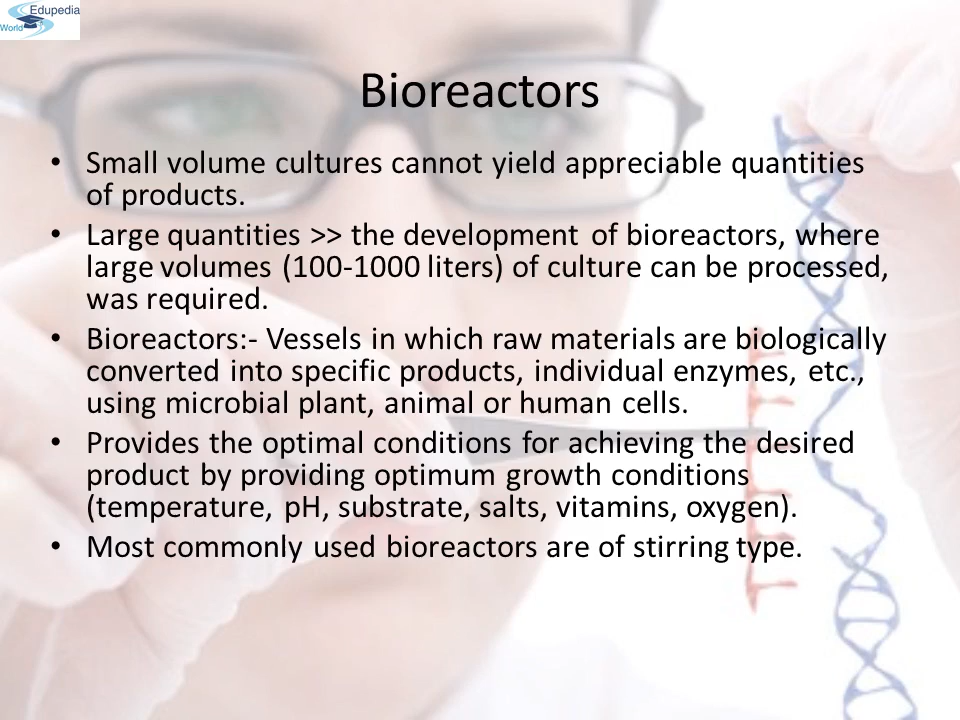 Edupedia
World
Bioreactors
• Small volume cultures cannot yield appreciable quantities
of products.
• Large quantities >> the development of bioreactors, where
large volumes (100-1000 liters) of culture can be processed,
was required.
• Bioreactors:- Vessels in which raw materials are biologically
converted into specific products, individual enzymes, etc.,
using microbial plant, animal or human cells.
• Provides the optimal conditions for achieving the desired
product by providing optimum growth conditions
(temperature, pH, substrate, salts, vitamins, oxygen).
• Most commonly used bioreactors are of stirring type.